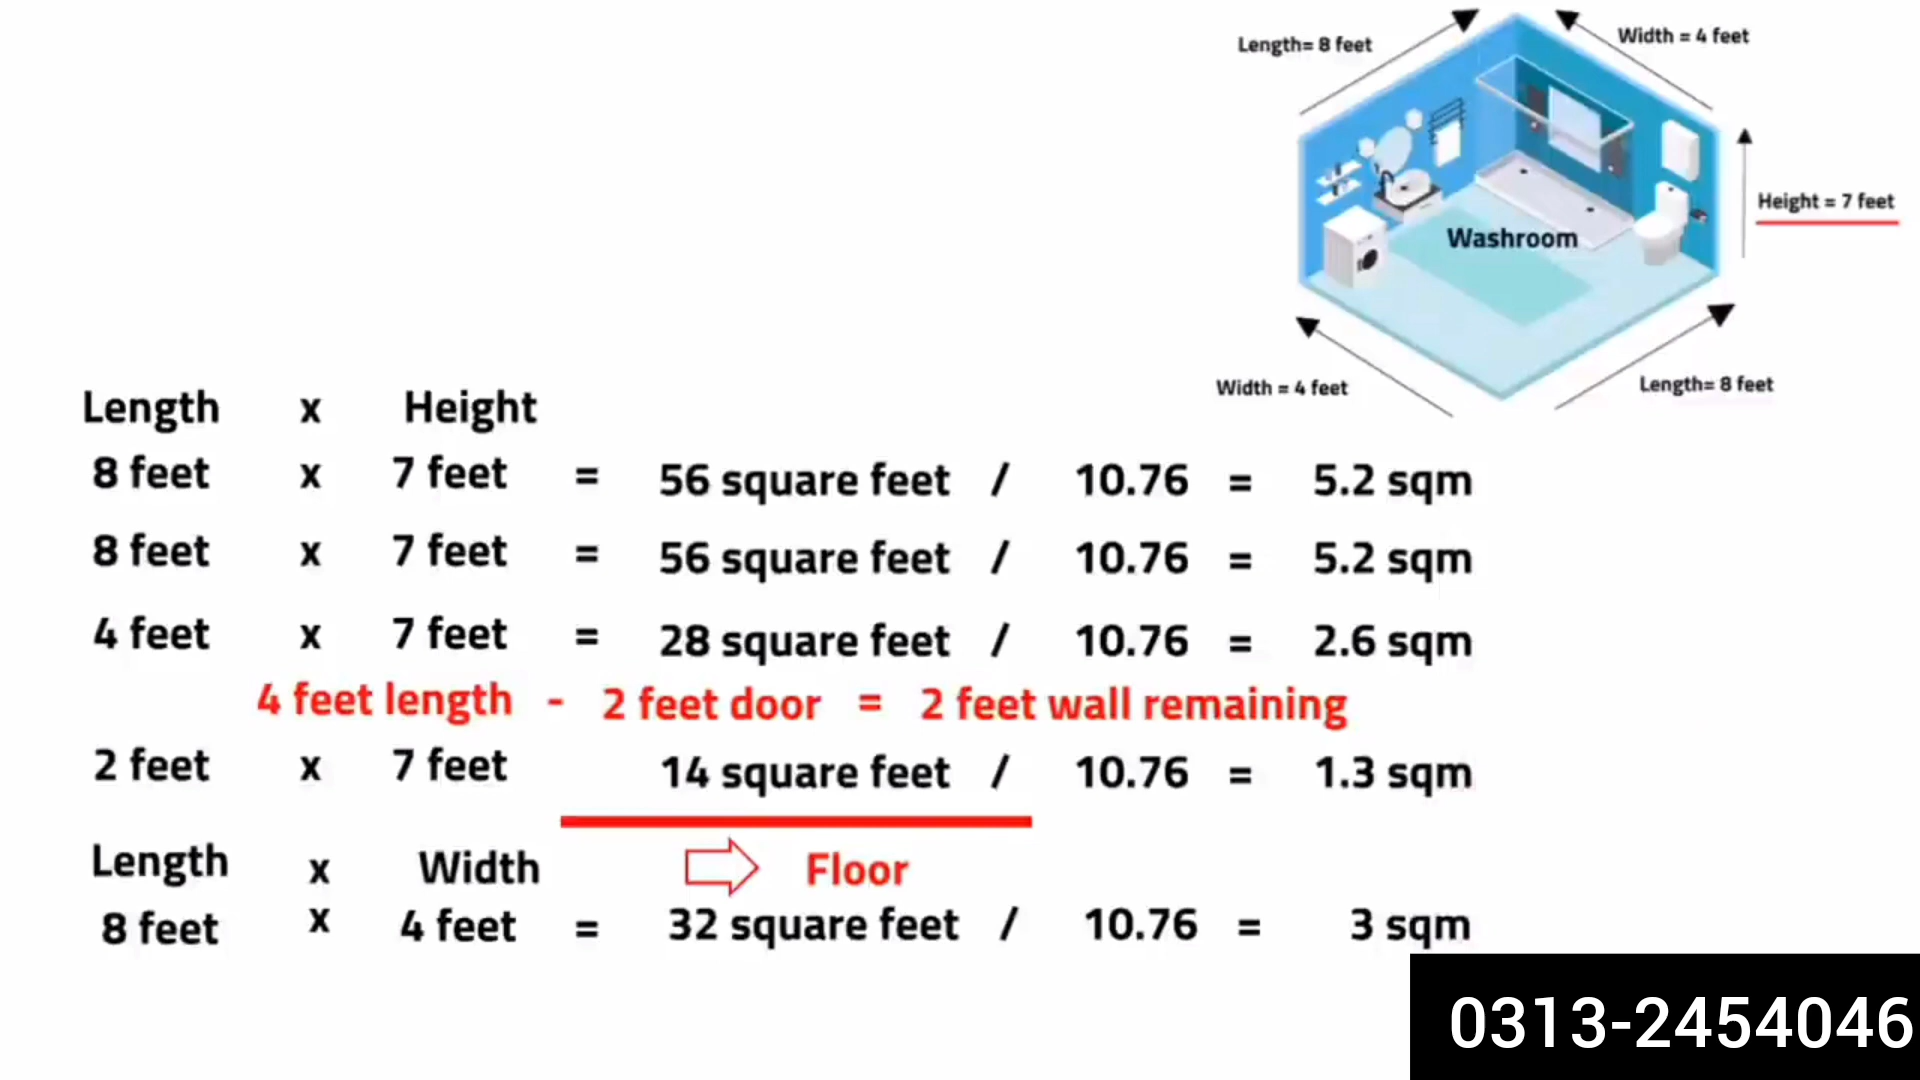 Length= 8 feet
Width = 4 feet
Height = 7 feet
Washroom
Width = 4 feet
Length= 8 feet
Length x Height
8 feet x 7 feet = 56 square feet / 10.76 = 5.2 sqm
8 feet x 7 feet = 56 square feet / 10.76 = 5.2 sqm
4 feet x 7 feet = 28 square feet / 10.76 = 2.6 sqm
4 feet length - 2 feet door = 2 feet wall remaining
2 feet x 7 feet 14 square feet / 10.76 = 1.3 sqm
Length x Width Floor
8 feet x 4 feet = 32 square feet / 10.76 = 3 sqm
0313-2454046